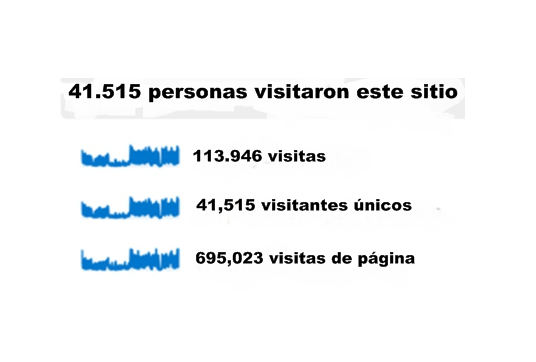 41.515 personas visitaron este sitio
113.946 visitas
41,515 visitantes únicos
695,023 visitas de página